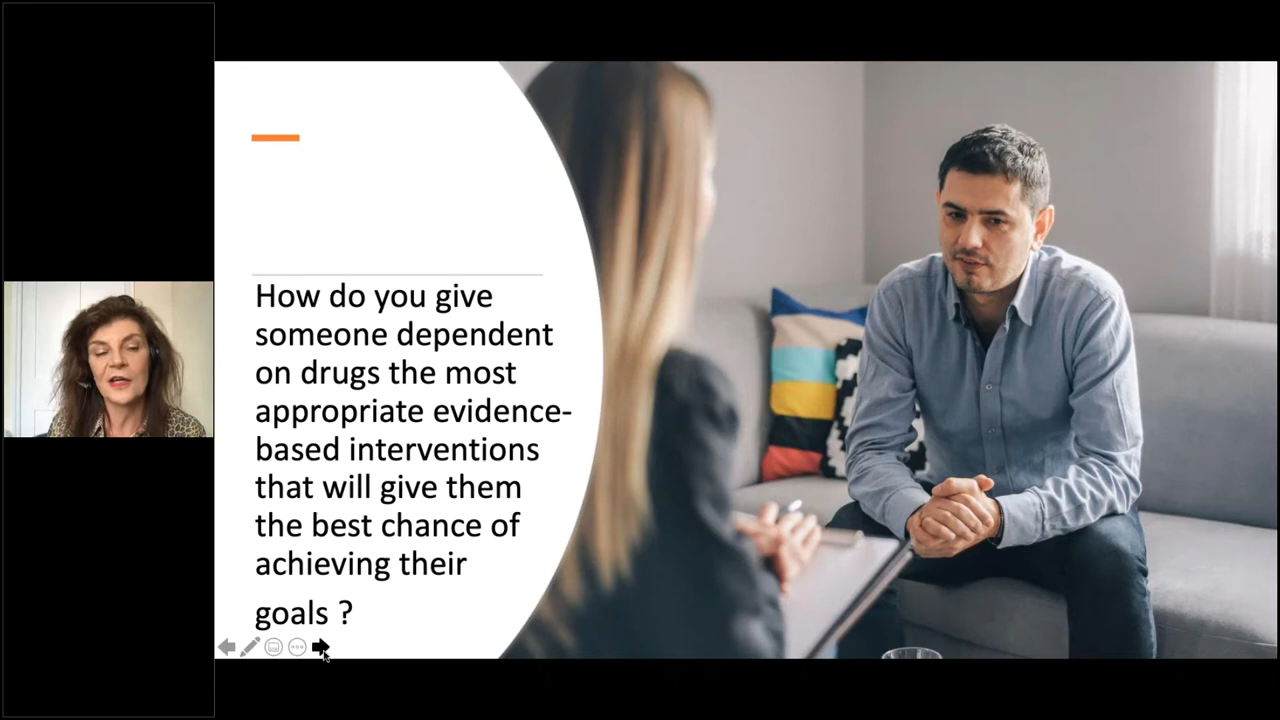 How do you give
someone dependent
on drugs the most
appropriate evidence-
based interventions
that will give them
the best chance of
achieving their
goals ?